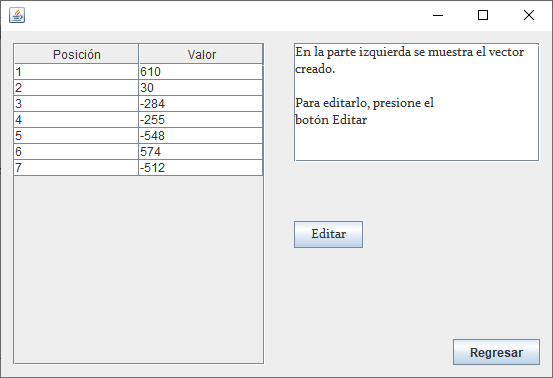 Posición Valor
1 610
2 30
3 -284
4 -255
5 -548
6 574
7 -512
En la parte izquierda se muestra el vector
creado.
Para editarlo, presione el
botón Editar
Editar
Regresar